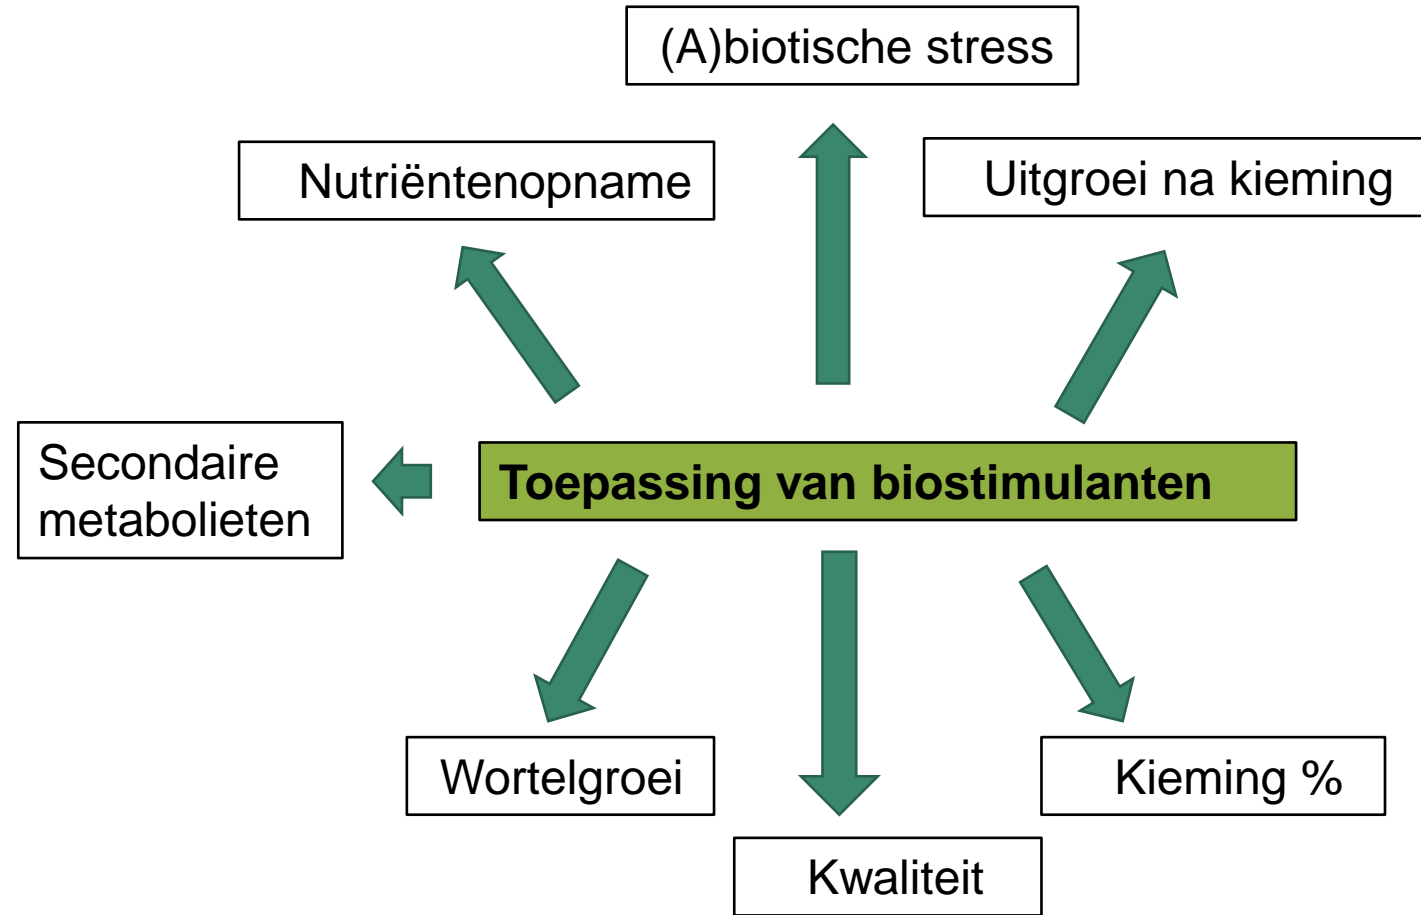 (A)biotische stress
Nutriëntenopname
Uitgroei na kieming
Secondaire
metabolieten
Toepassing van biostimulanten
Wortelgroei
Kieming %
Kwaliteit